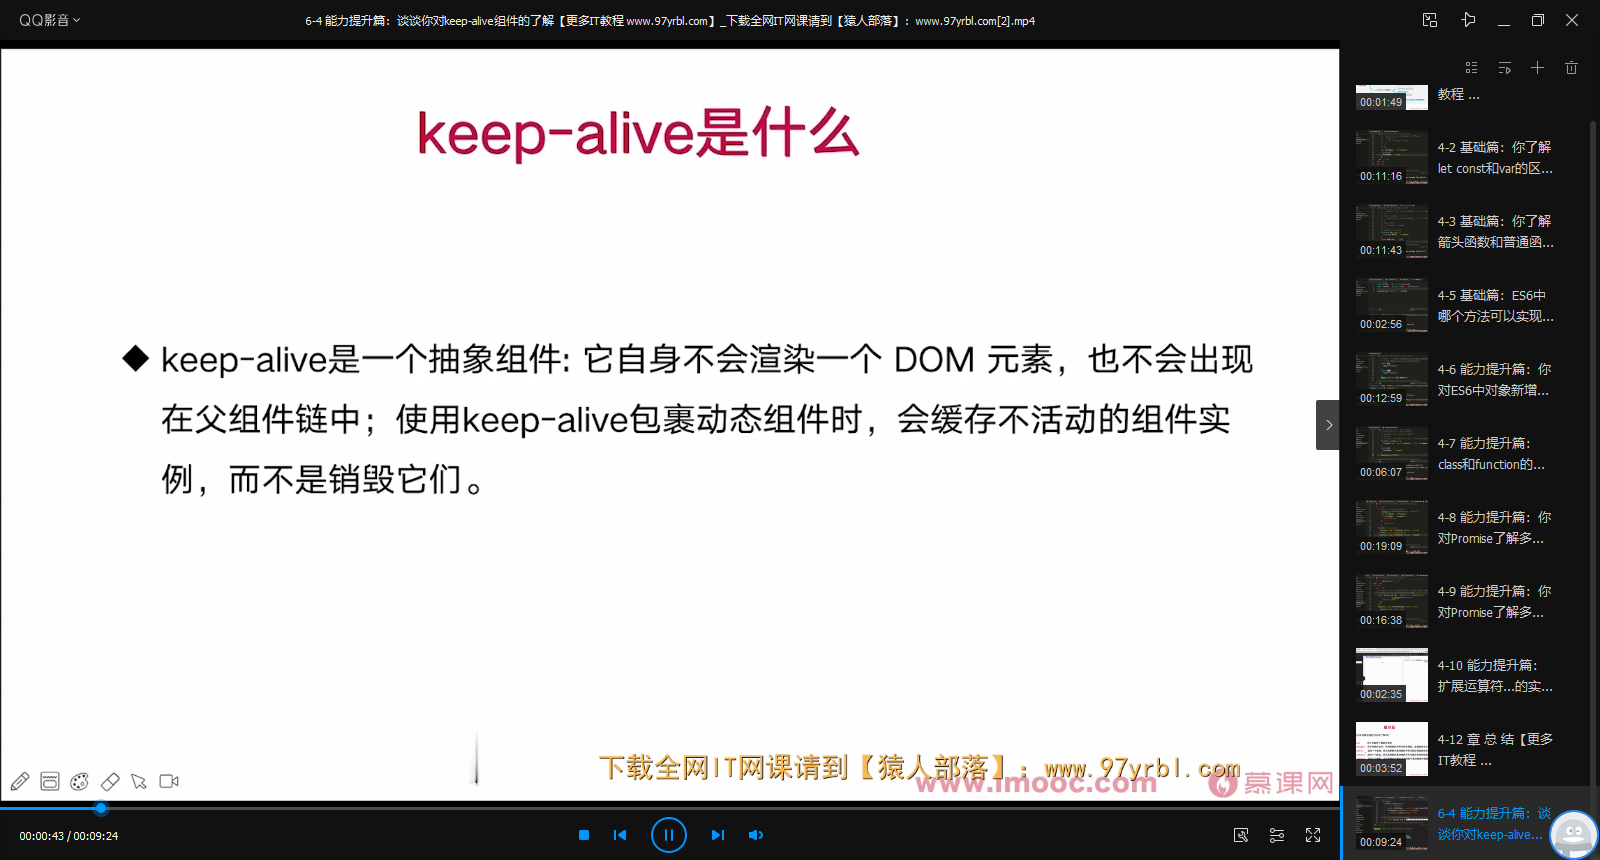 QQ影音
6-4 能力提升篇：谈谈你对keep-alive组件的了解【更多IT教程 www.97yrbl.com】_下载全网IT网课请到【猿人部落】: www.97yrbl.com[2].mp4
keep-alive是什么
◆ keep-alive是一个抽象组件: 它自身不会渲染一个 DOM 元素，也不会出现
在父组件链中；使用keep-alive包裹动态组件时，会缓存不活动的组件实
例，而不是销毁它们。
下载全网IT网课请到【猿人部落】: www.97yrbl.com
www.imooc.com
慕课网
00:00:43 / 00:09:24
00:01:49
教程 ...
4-2 基础篇：你了解
let const和var的区...
00:11:16
4-3 基础篇：你了解
箭头函数和普通函...
00:11:43
4-5 基础篇：ES6中
哪个方法可以实现...
00:02:56
4-6 能力提升篇：你
对ES6中对象新增...
00:12:59
4-7 能力提升篇：
class和function的...
00:06:07
4-8 能力提升篇：你
对Promise了解多...
00:19:09
4-9 能力提升篇：你
对Promise了解多...
00:16:38
4-10 能力提升篇：
扩展运算符...的实...
00:02:35
4-12 章 总 结【更多
IT教程 ...
00:03:52
6-4 能力提升篇：谈
谈你对keep-alive...
00:09:24